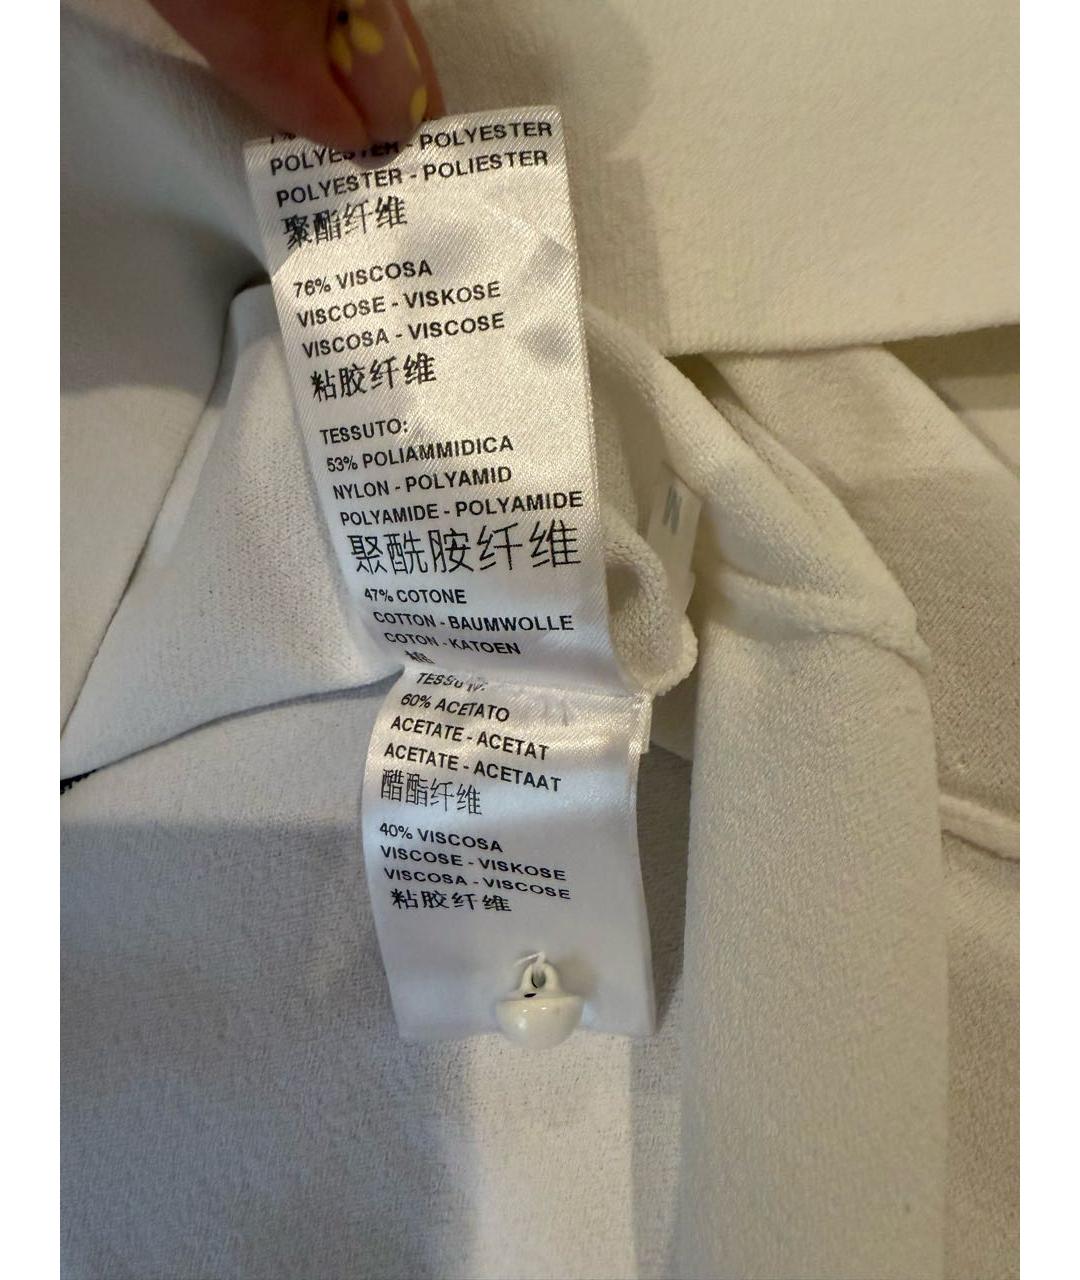 POLYESTER - POLYESTER
POLYESTER - POLIESTER
聚酯纤维
76% VISCOSA
VISCOSE - VISKOSE
VISCOSA - VISCOSE
粘胶纤维
TESSUTO:
53% POLIAMMIDICA
NYLON - POLYAMID
POLYAMIDE - POLYAMIDE
聚酰胺纤维
47% COTONE
COTTON - BAUMWOLLE
COTON - KATOEN
棉
TESSUTO:
60% ACETATO
ACETATE - ACETAT
ACETATE - ACETAAT
醋酯纤维
40% VISCOSA
VISCOSE - VISKOSE
VISCOSA - VISCOSE
粘胶纤维